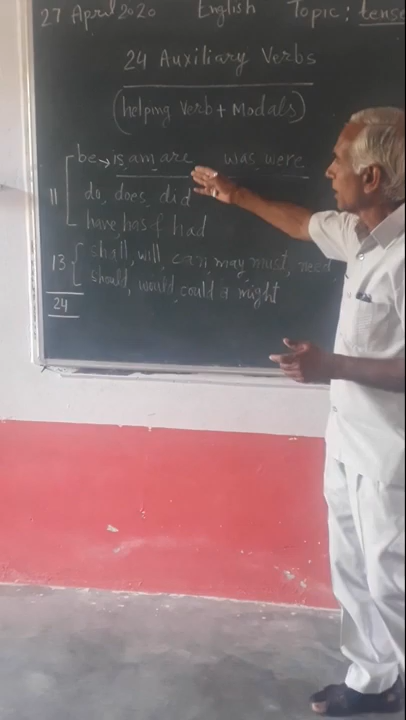 27 April 2020 English Topic: tense
24 Auxiliary Verbs
(helping Verb + Modals)
be → is am are was were
11 do, does, did
have, has & had
13 shall, will can, may, must, need,
should, would, could & might
24